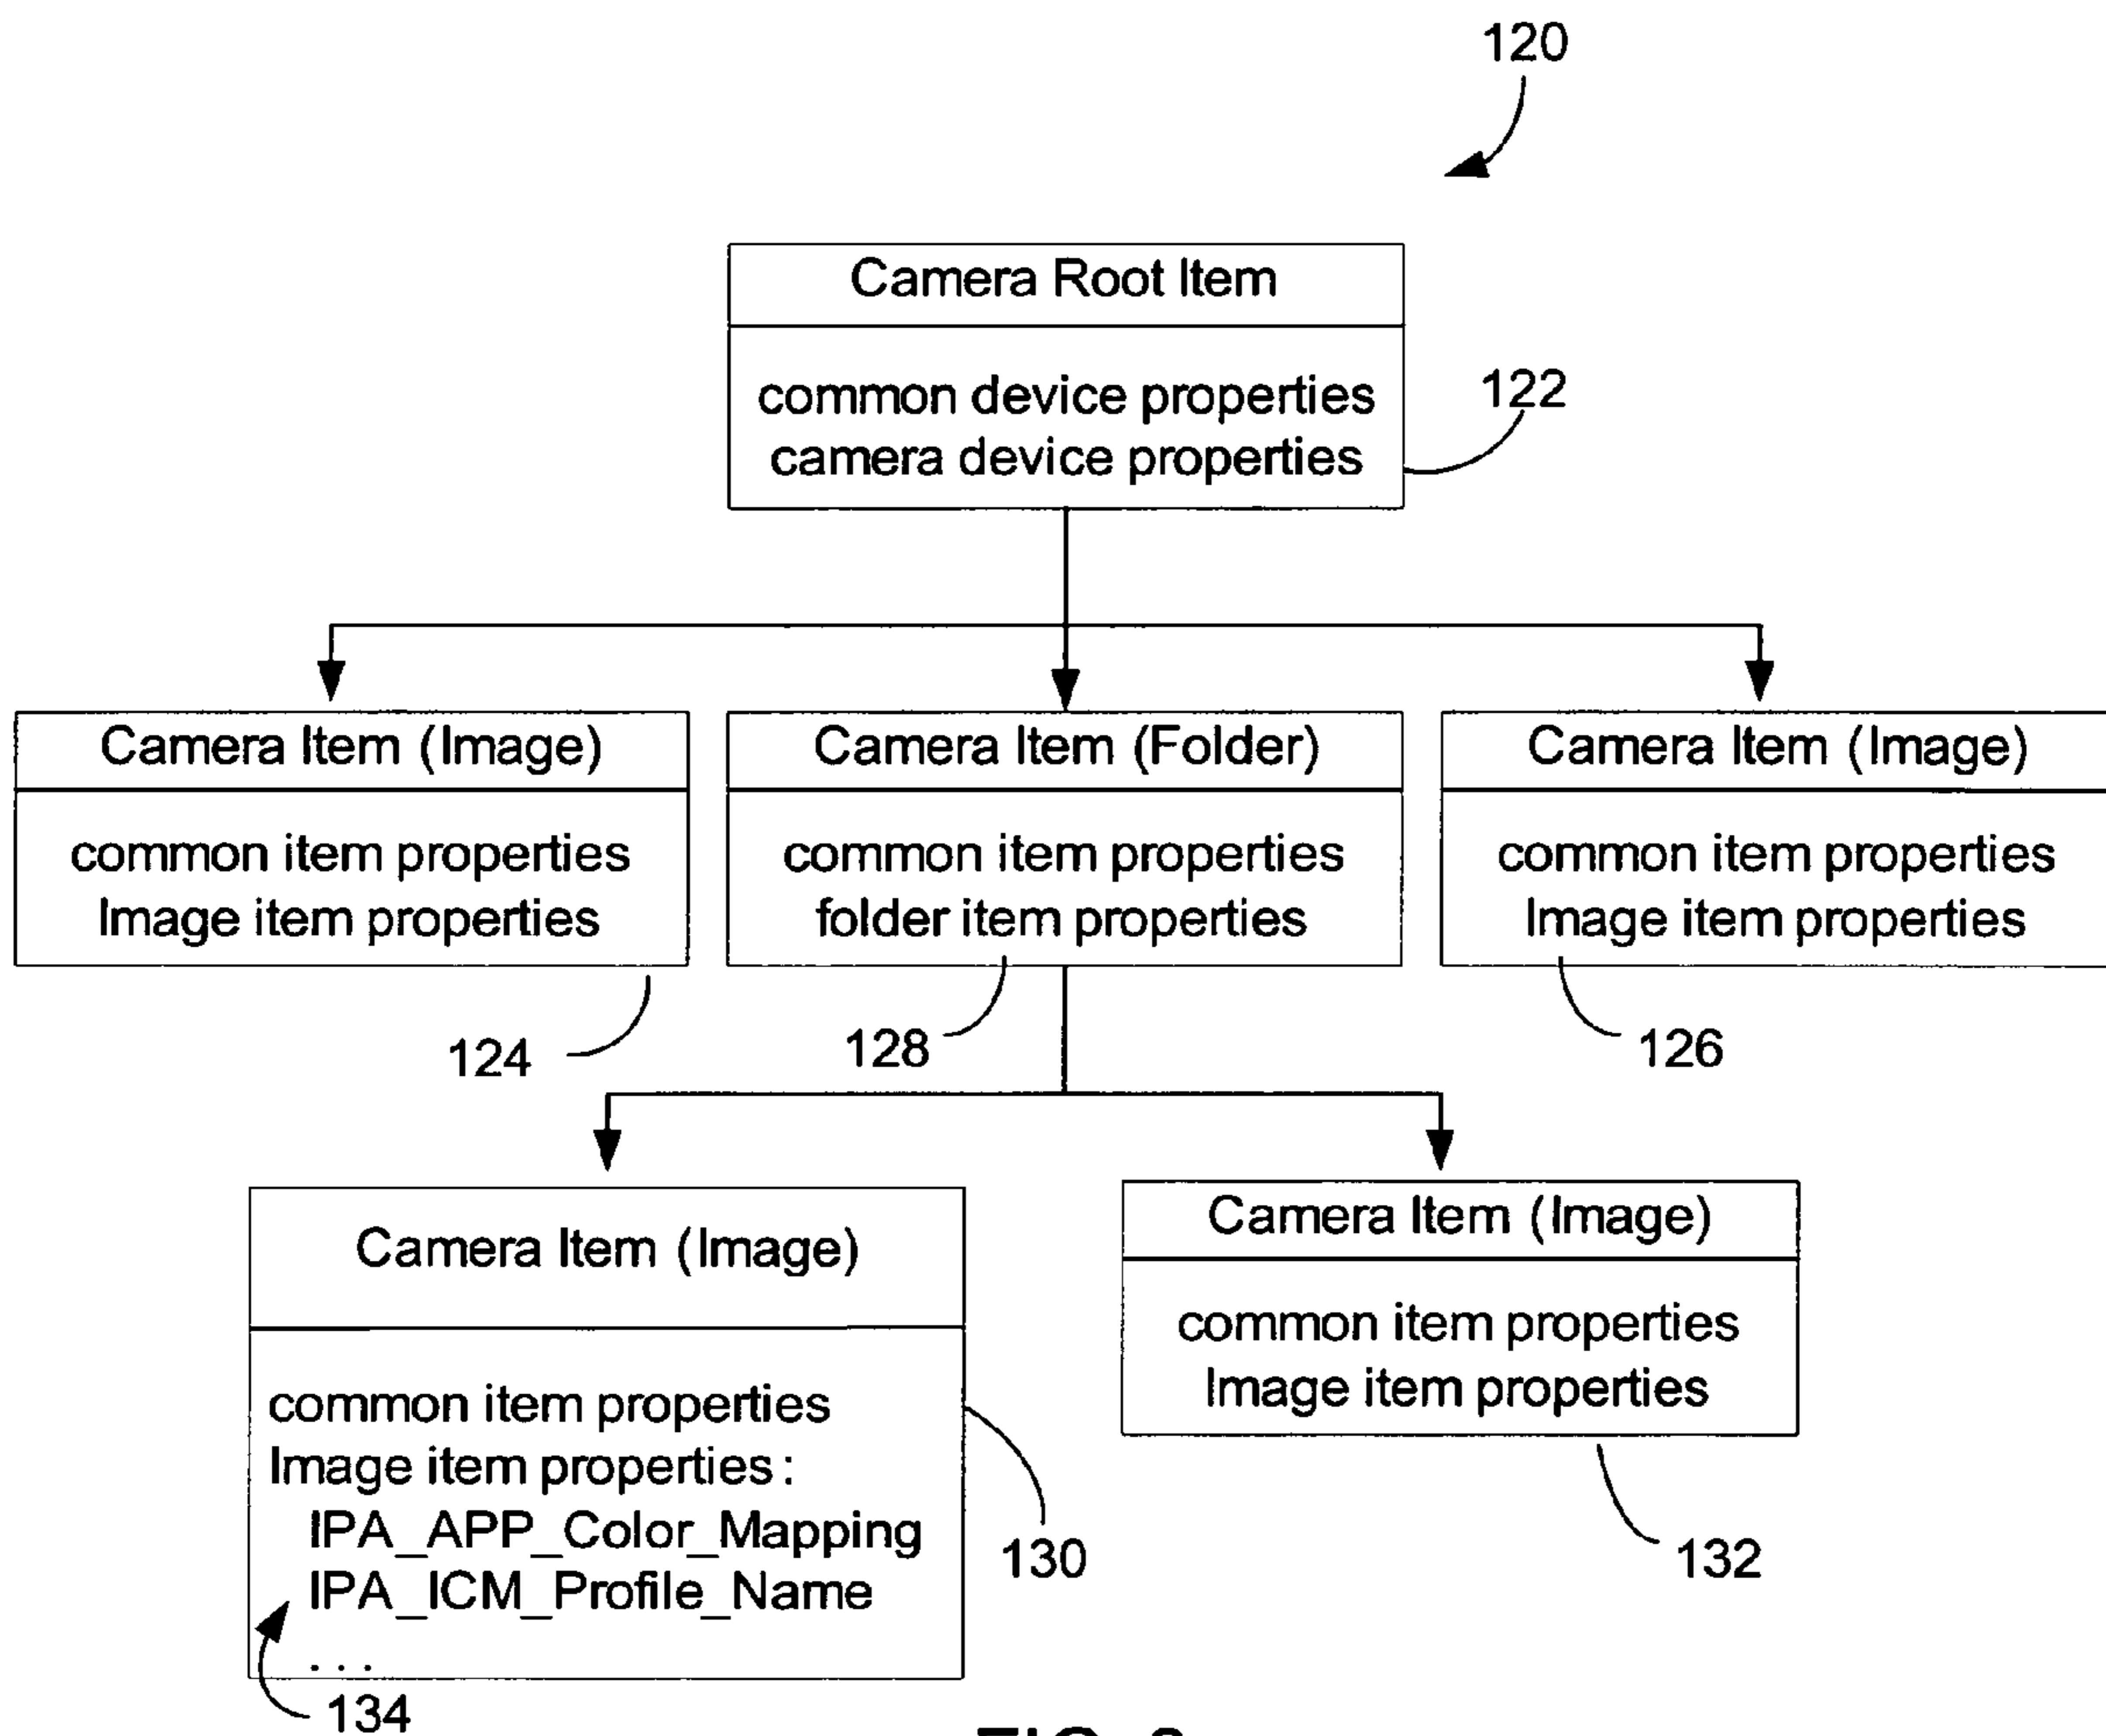 120
Camera Root Item
common device properties
camera device properties
122
Camera Item (Image)
common item properties
Image item properties
124
Camera Item (Folder)
common item properties
folder item properties
128
Camera Item (Image)
common item properties
Image item properties
126
Camera Item (Image)
common item properties
Image item properties:
IPA_APP_Color_Mapping
IPA_ICM_Profile_Name
. . .
130
134
Camera Item (Image)
common item properties
Image item properties
132